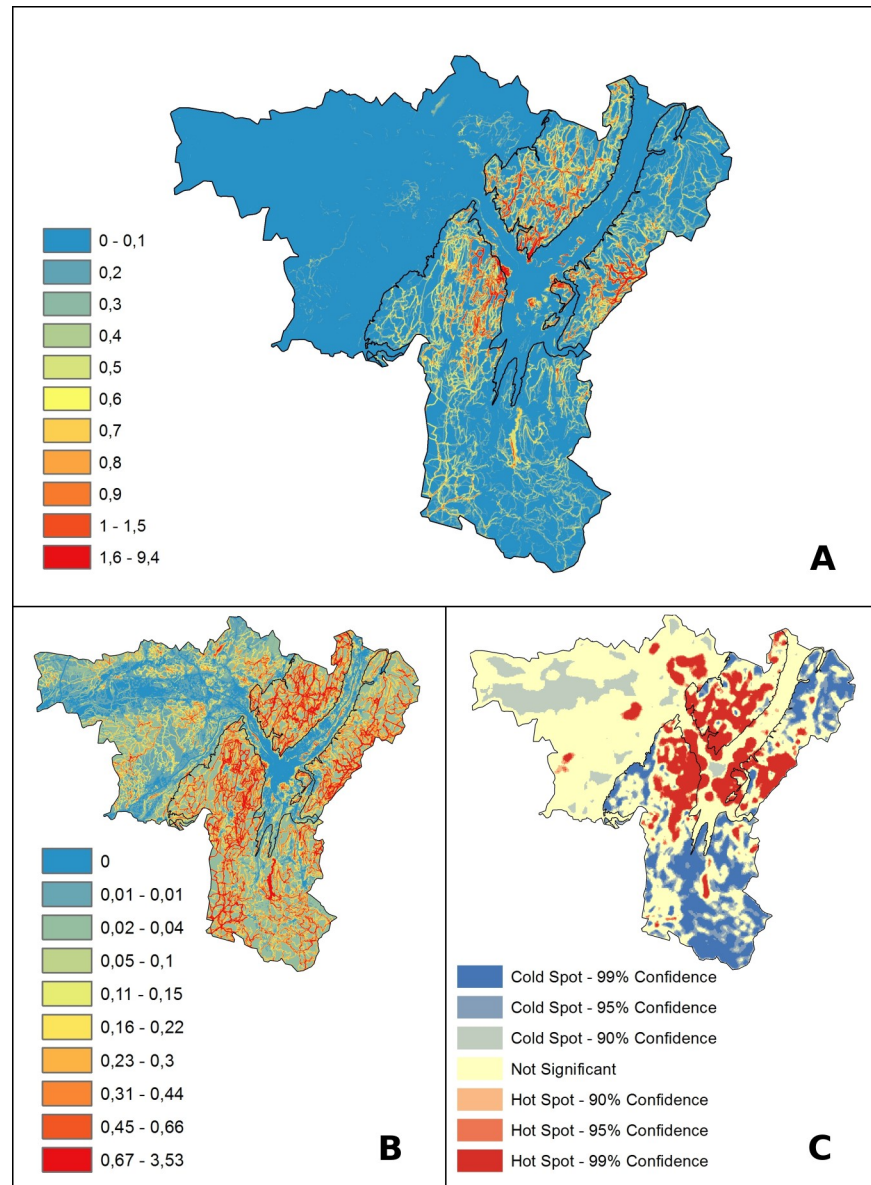 0 - 0,1
0,2
0,3
0,4
0,5
0,6
0,7
0,8
0,9
1 - 1,5
1,6 - 9,4
A
0
0,01 - 0,01
0,02 - 0,04
0,05 - 0,1
0,11 - 0,15
0,16 - 0,22
0,23 - 0,3
0,31 - 0,44
0,45 - 0,66
0,67 - 3,53
B
Cold Spot - 99% Confidence
Cold Spot - 95% Confidence
Cold Spot - 90% Confidence
Not Significant
Hot Spot - 90% Confidence
Hot Spot - 95% Confidence
Hot Spot - 99% Confidence
C